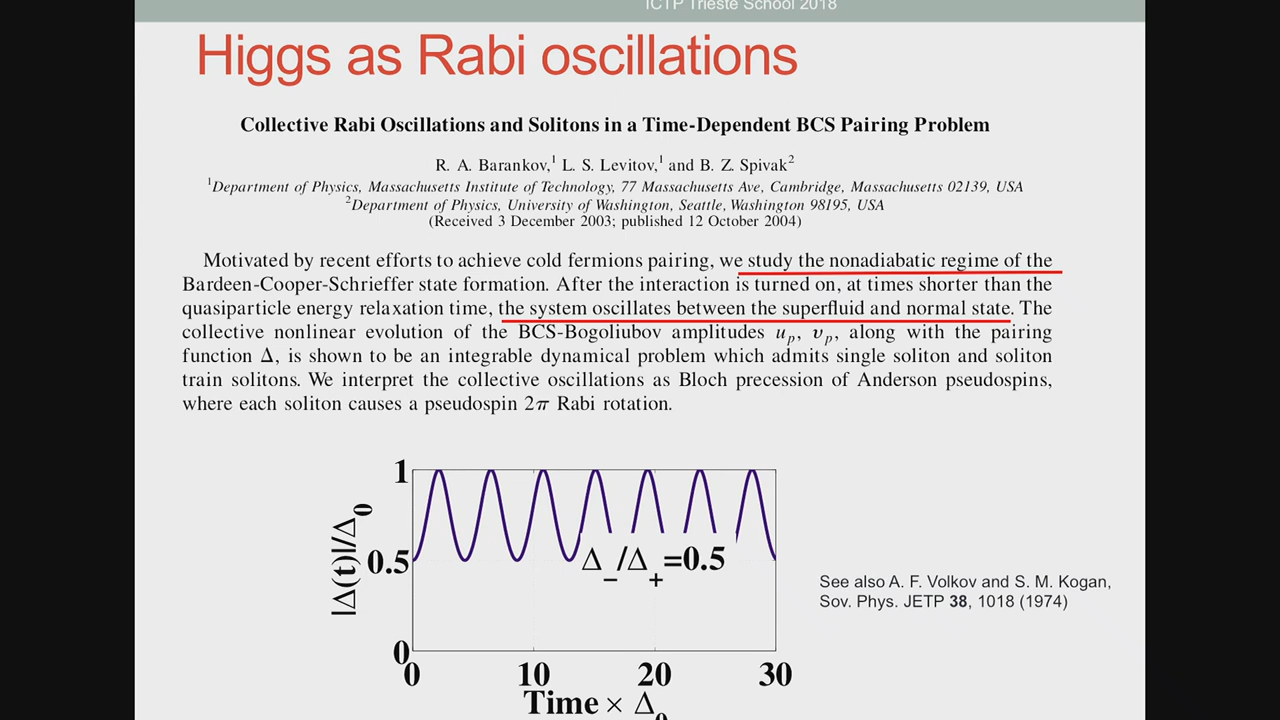 ICTP Trieste School 2018
Higgs as Rabi oscillations
Collective Rabi Oscillations and Solitons in a Time-Dependent BCS Pairing Problem
R. A. Barankov,¹ L. S. Levitov,¹ and B. Z. Spivak²
¹Department of Physics, Massachusetts Institute of Technology, 77 Massachusetts Ave, Cambridge, Massachusetts 02139, USA
²Department of Physics, University of Washington, Seattle, Washington 98195, USA
(Received 3 December 2003; published 12 October 2004)
Motivated by recent efforts to achieve cold fermions pairing, we study the nonadiabatic regime of the
Bardeen-Cooper-Schrieffer state formation. After the interaction is turned on, at times shorter than the
quasiparticle energy relaxation time, the system oscillates between the superfluid and normal state. The
collective nonlinear evolution of the BCS-Bogoliubov amplitudes uₚ, υₚ, along with the pairing
function Δ, is shown to be an integrable dynamical problem which admits single soliton and soliton
train solitons. We interpret the collective oscillations as Bloch precession of Anderson pseudospins,
where each soliton causes a pseudospin 2π Rabi rotation.
1
|Δ(t)|/Δ₀
0.5
Δ₋/Δ₊=0.5
See also A. F. Volkov and S. M. Kogan,
Sov. Phys. JETP 38, 1018 (1974)
0
0 10 20 30
Time × Δ₀